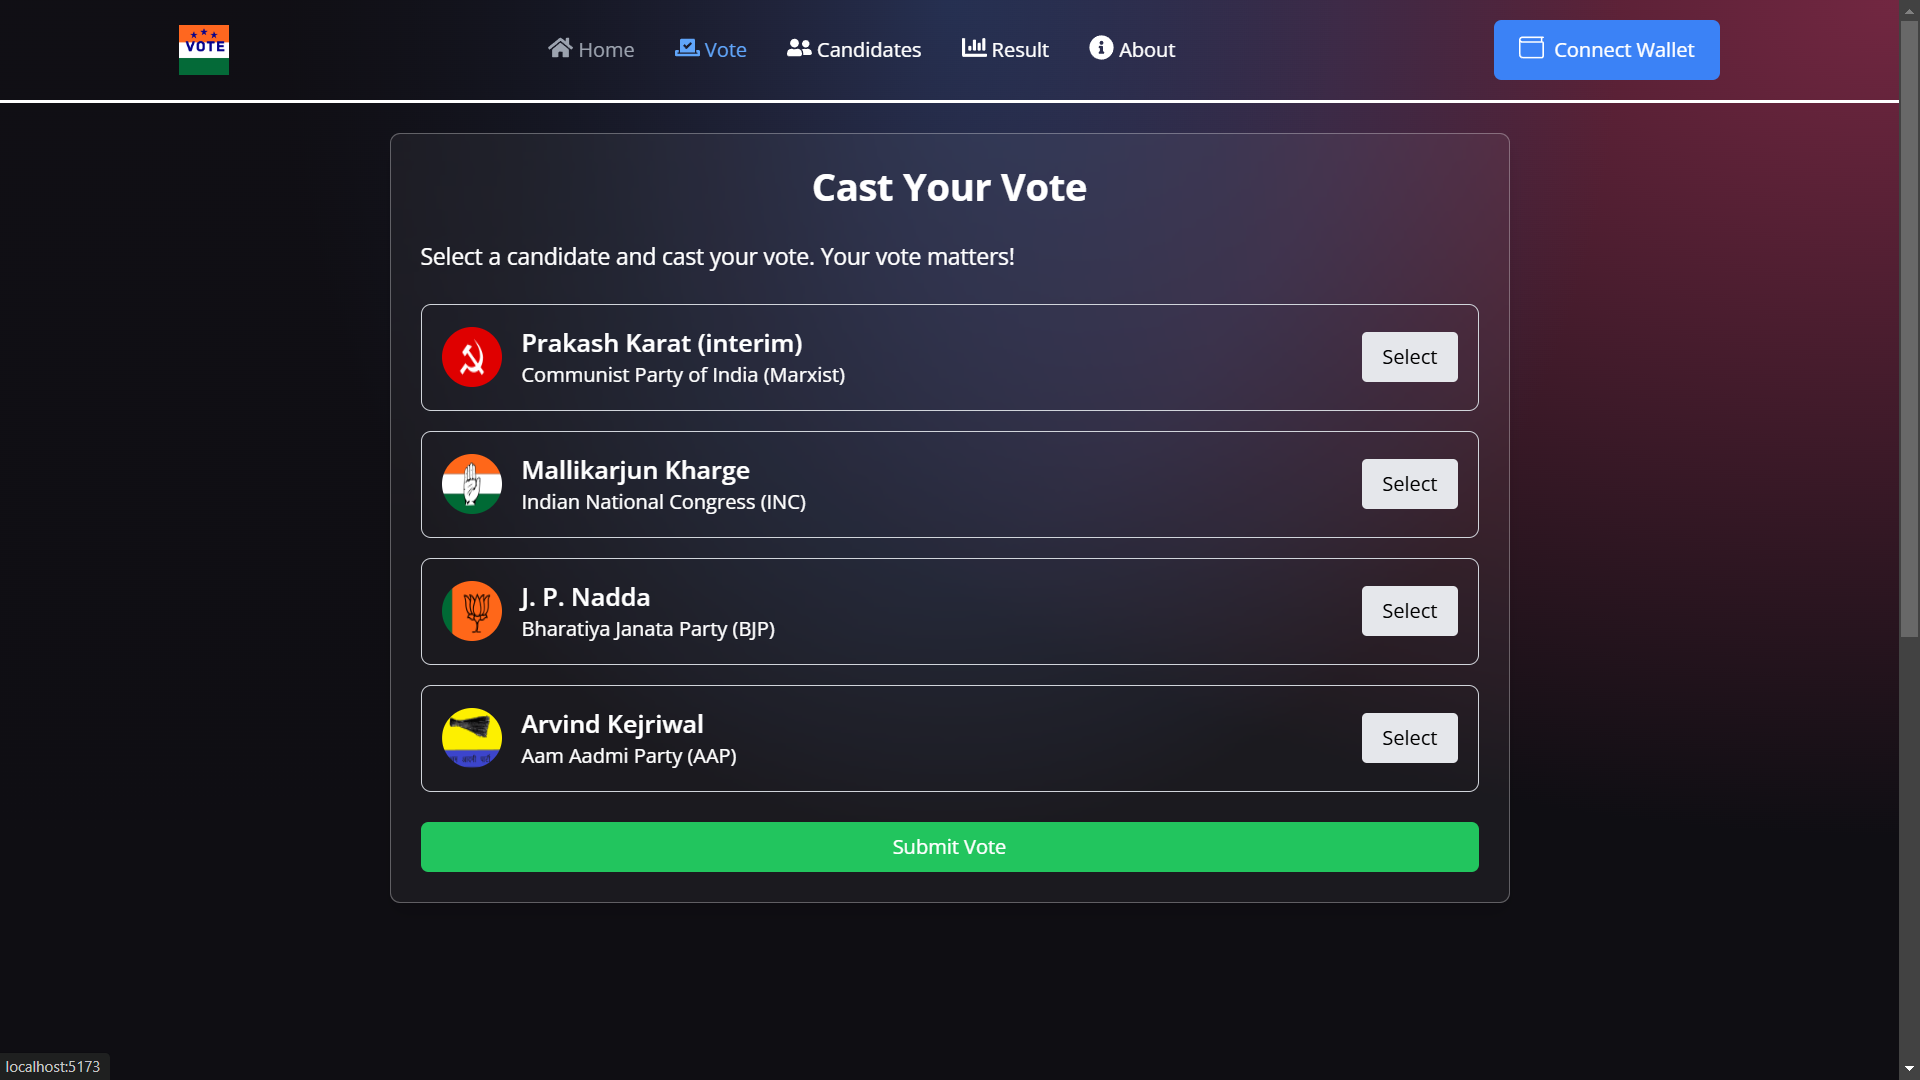 VOTE
Home
Vote
Candidates
Result
About
Connect Wallet
Cast Your Vote
Select a candidate and cast your vote. Your vote matters!
Prakash Karat (interim)
Communist Party of India (Marxist)
Select
Mallikarjun Kharge
Indian National Congress (INC)
Select
J. P. Nadda
Bharatiya Janata Party (BJP)
Select
Arvind Kejriwal
Aam Aadmi Party (AAP)
Select
Submit Vote
localhost:5173